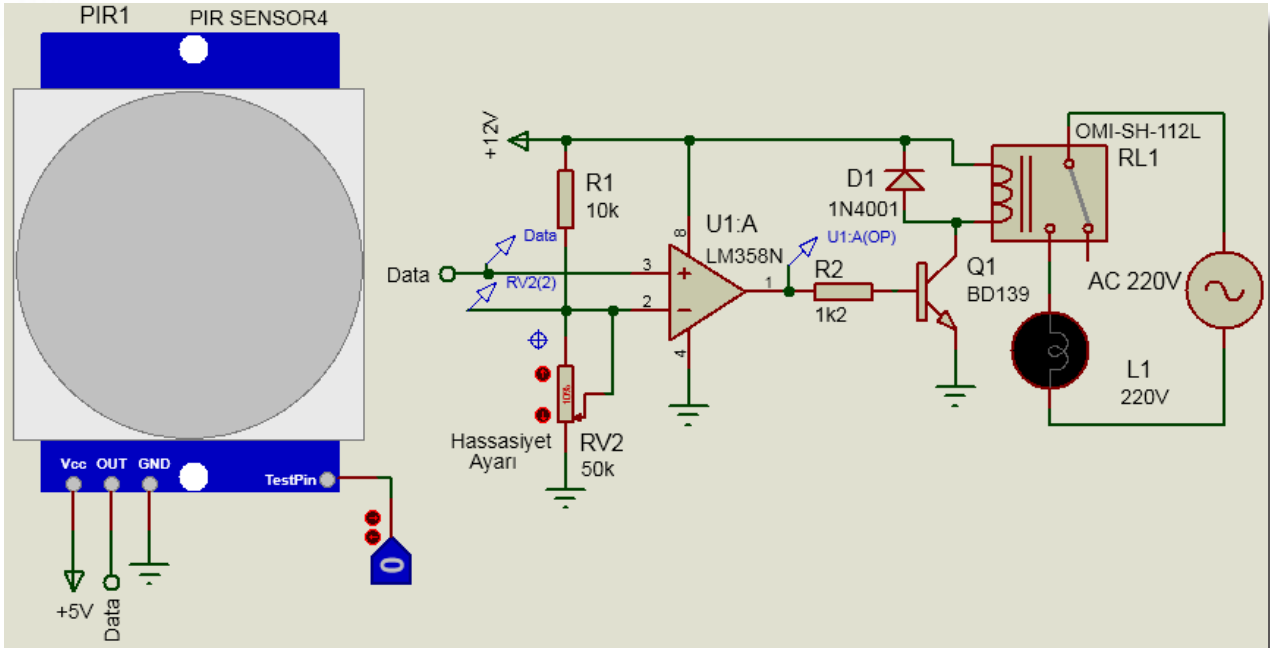 PIR1
PIR SENSOR4
Vcc OUT GND
TestPin
+5V
Data
0
+12V
R1
10k
Data
Data
RV2(2)
3
2
8
4
1
+
−
U1:A
LM358N
U1:A(OP)
R2
1k2
10%
Hassasiyet
Ayarı
RV2
50k
D1
1N4001
Q1
BD139
OMI-SH-112L
RL1
AC 220V
L1
220V